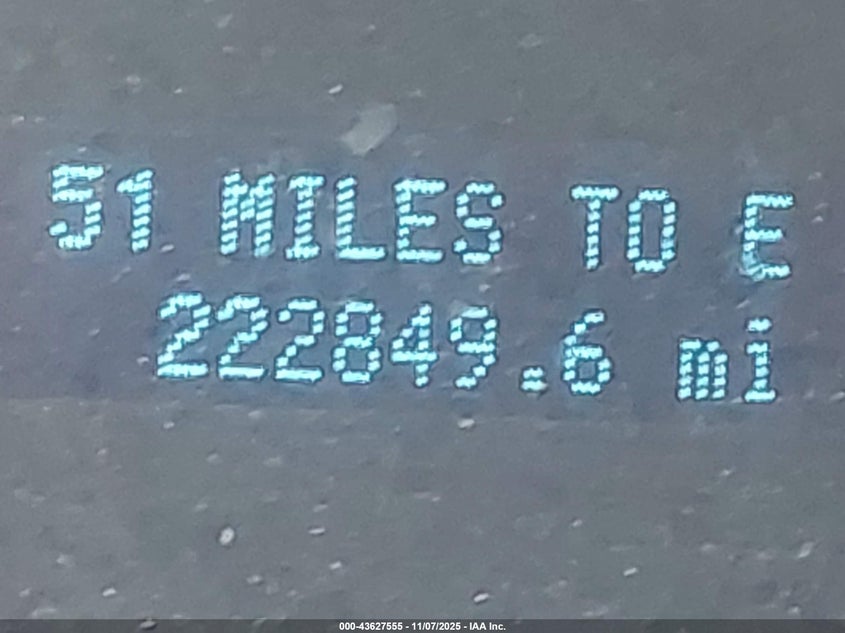 51 MILES TO E
222849.6 mi
000-43627555 - 11/07/2025 - IAA Inc.